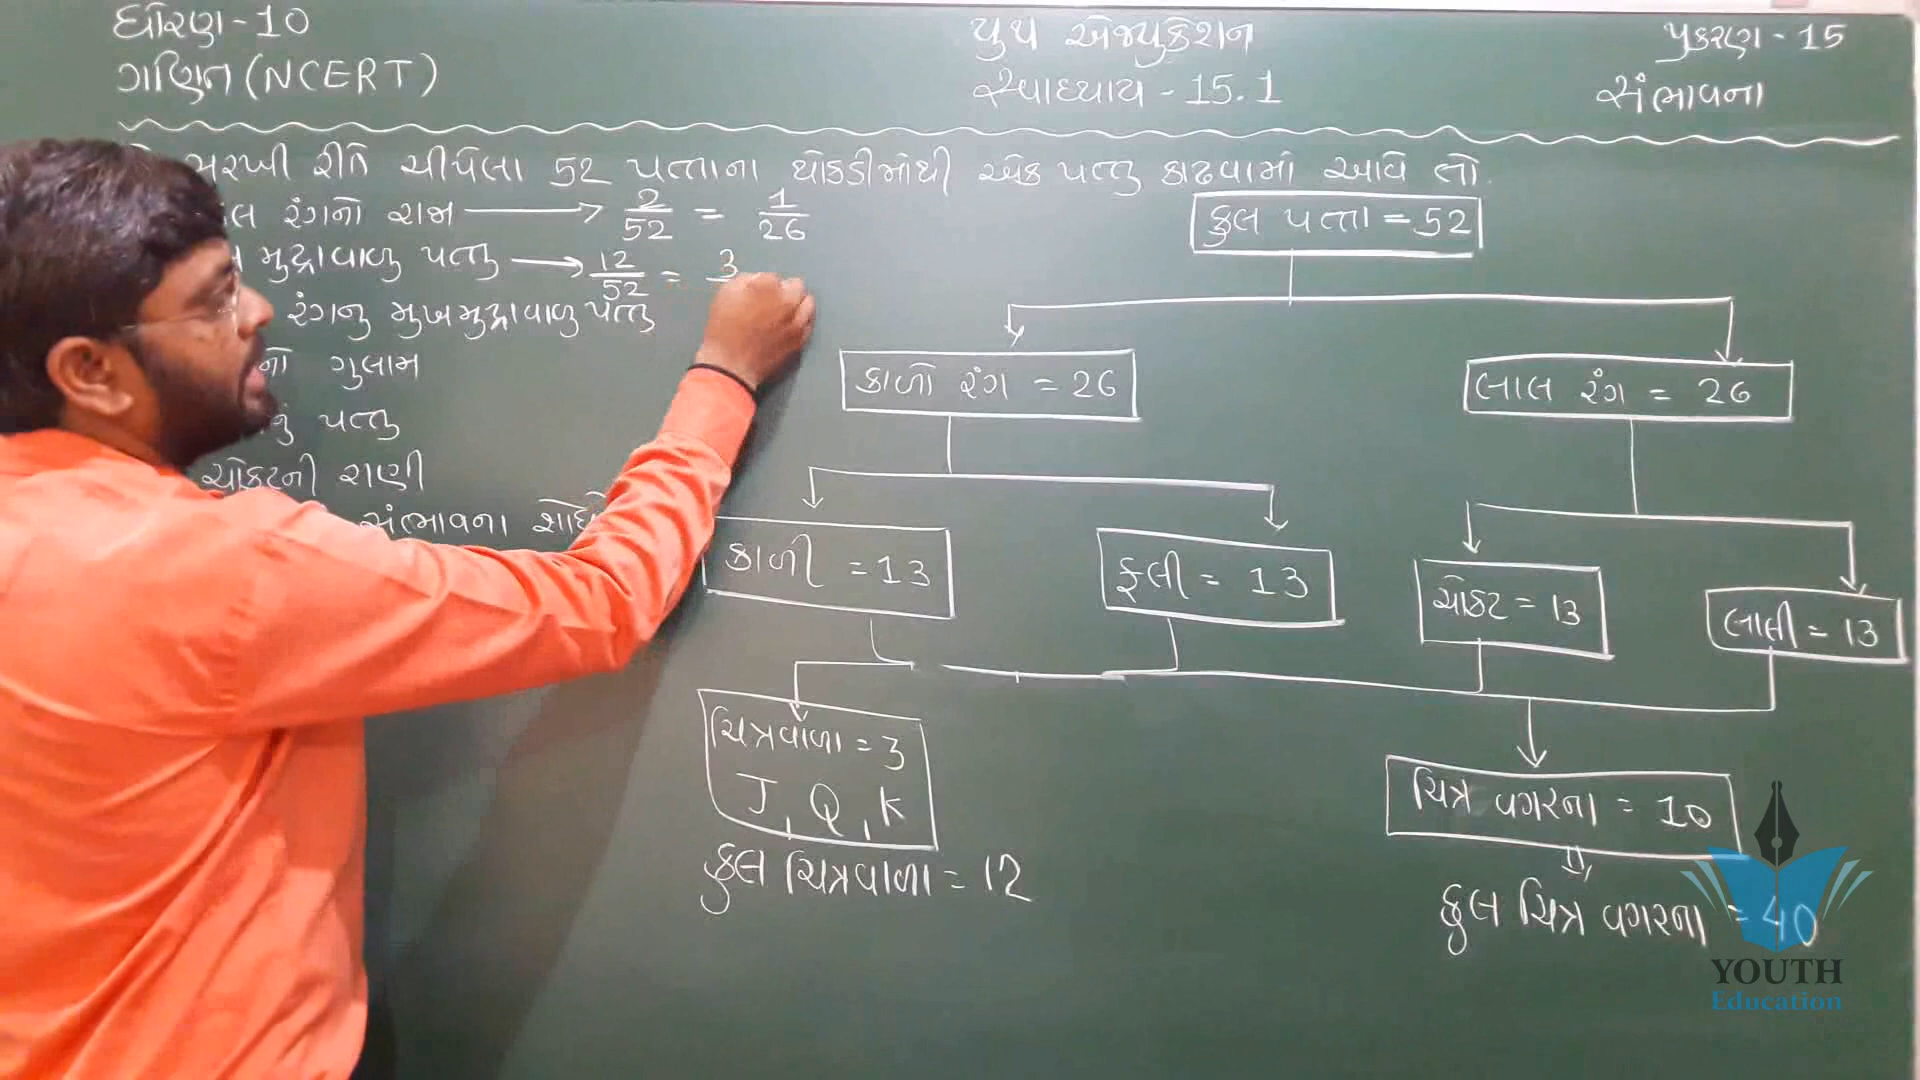 ધોરણ - 10
ગણિત (NCERT)
યુથ એજ્યુકેશન
સ્વાધ્યાય - 15.1
પ્રકરણ - 15
સંભાવના
સરખી રીતે ચીપેલા 52 પત્તાના થોકડીમાંથી એક પત્તુ કાઢવામાં આવે તો.
રંગનો રાજા → 2/52 = 1/26
મુદ્રાવાળુ પત્તુ → 12/52 = 3
રંગનુ મુખમુદ્રાવાળુ પત્તુ
નો ગુલામ
નું પત્તુ
ચોકટની રાણી
સંભાવના શોધો
કુલ પત્તા = 52
કાળો રંગ = 26
લાલ રંગ = 26
કાળી = 13
ફલી = 13
ચોકટ = 13
લાલી = 13
ચિત્રવાળા = 3
J, Q, K
કુલ ચિત્રવાળા = 12
ચિત્ર વગરના = 10
કુલ ચિત્ર વગરના = 40
YOUTH
Education